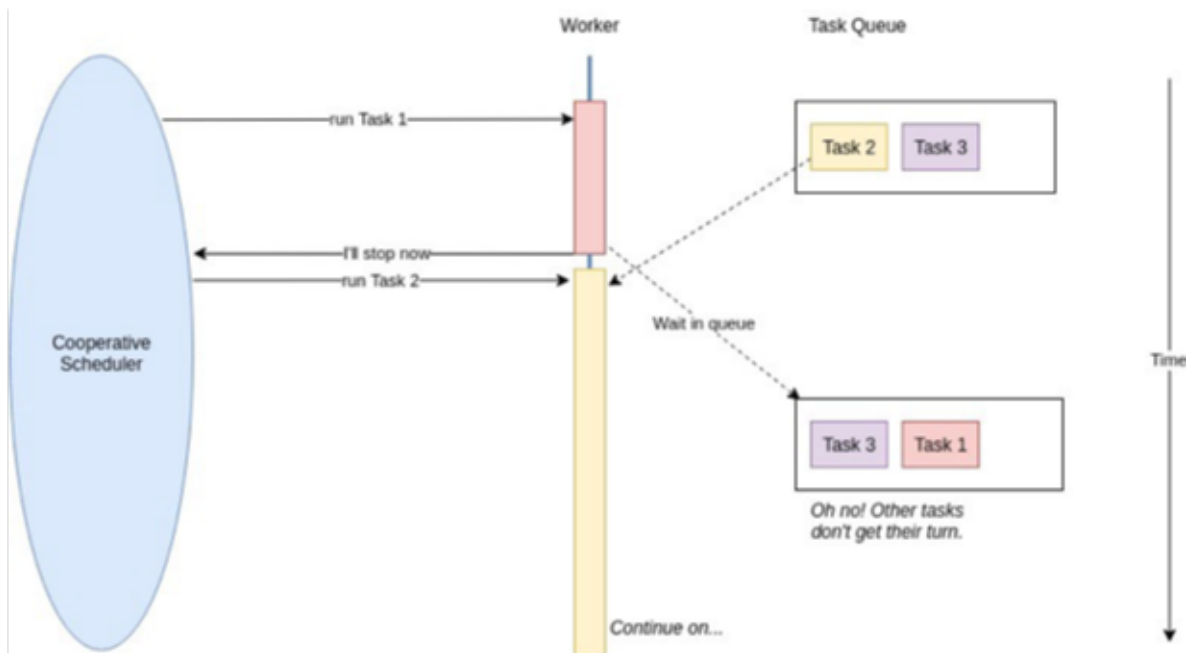 Worker
Task Queue
run Task 1
Task 2
Task 3
I'll stop now
run Task 2
Wait in queue
Cooperative
Scheduler
Time
Task 3
Task 1
Oh no! Other tasks
don't get their turn.
Continue on...